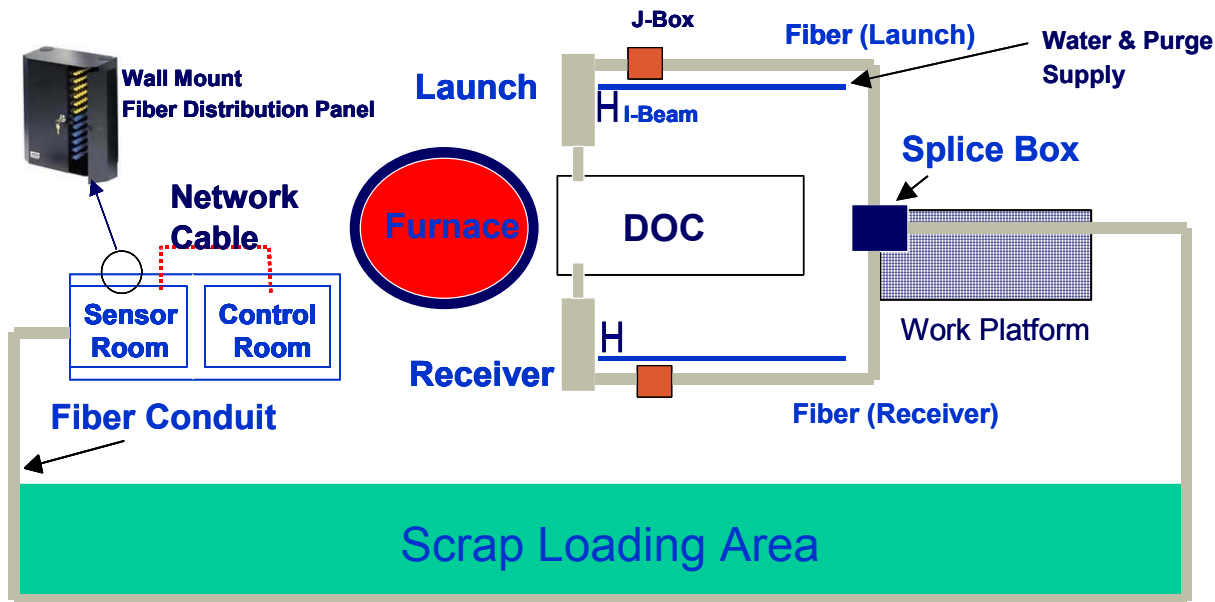 J-Box
Fiber (Launch)
Water & Purge
Supply
Wall Mount
Fiber Distribution Panel
Launch
H I-Beam
Splice Box
Network
Cable
Furnace
DOC
Sensor
Room
Control
Room
H
Work Platform
Receiver
Fiber Conduit
Fiber (Receiver)
Scrap Loading Area